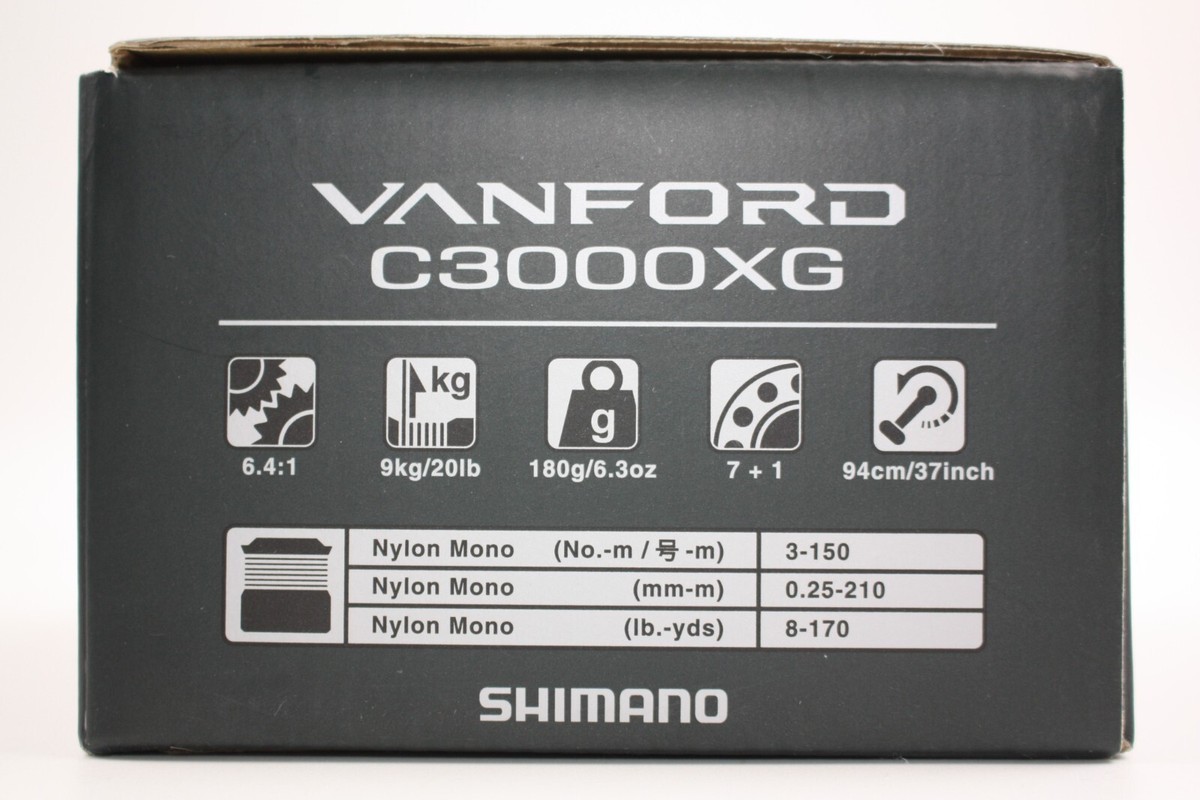 VANFORD
C3000XG
kg
g
6.4:1 9kg/20lb 180g/6.3oz 7 + 1 94cm/37inch
Nylon Mono (No.-m / 号 -m) 3-150
Nylon Mono (mm-m) 0.25-210
Nylon Mono (lb.-yds) 8-170
SHIMANO